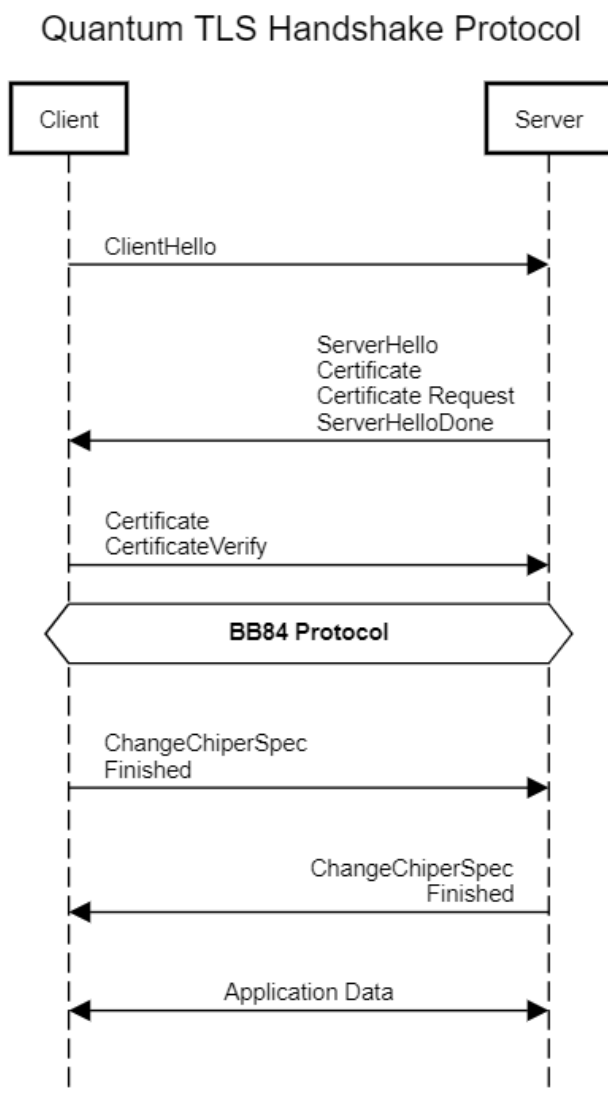 Quantum TLS Handshake Protocol
Client
Server
ClientHello
ServerHello
Certificate
Certificate Request
ServerHelloDone
Certificate
CertificateVerify
BB84 Protocol
ChangeChiperSpec
Finished
ChangeChiperSpec
Finished
Application Data